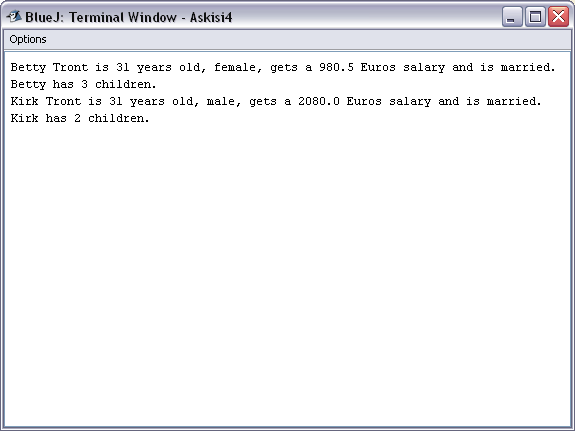 BlueJ: Terminal Window - Askisi4
Options
Betty Tront is 31 years old, female, gets a 980.5 Euros salary and is married.
Betty has 3 children.
Kirk Tront is 31 years old, male, gets a 2080.0 Euros salary and is married.
Kirk has 2 children.